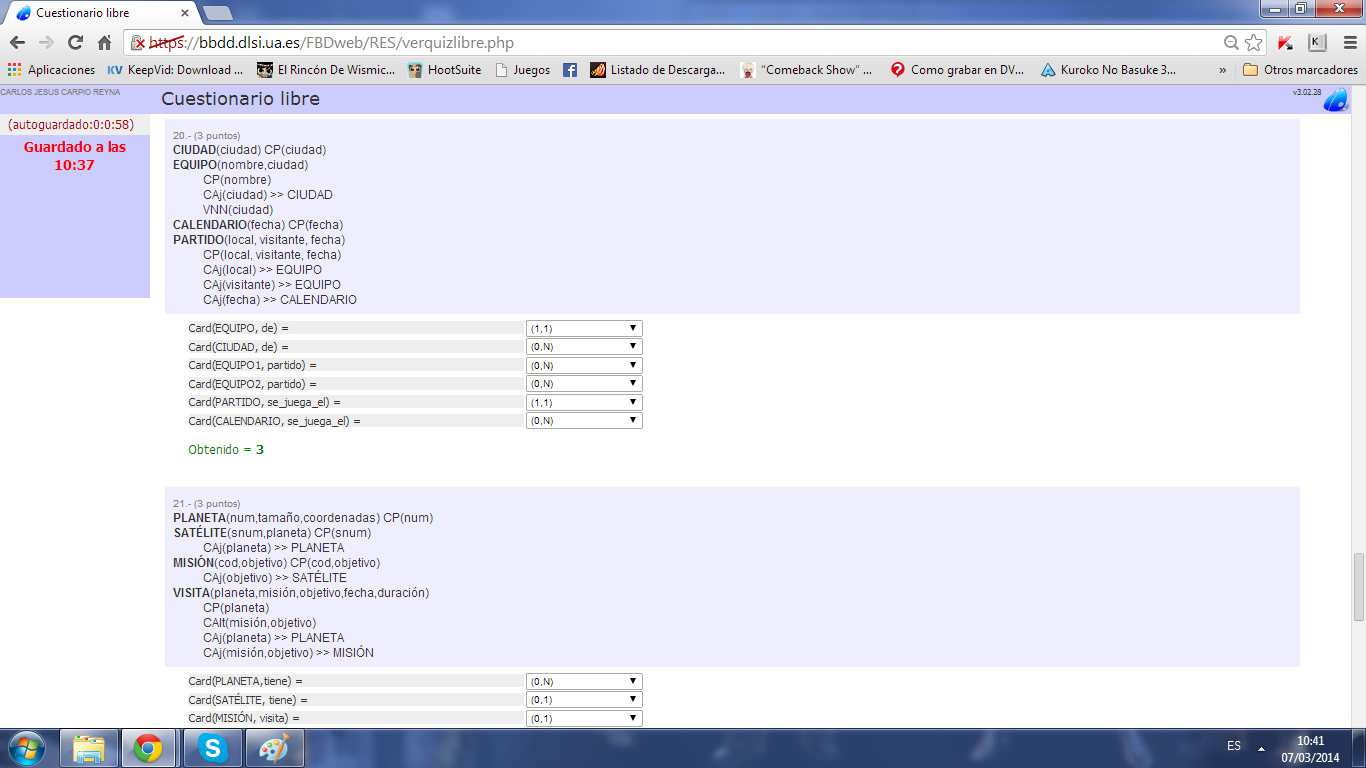 Cuestionario libre
https://bbdd.dlsi.ua.es/FBDweb/RES/verquizlibre.php
Aplicaciones KV KeepVid: Download ... El Rincón De Wismic... HootSuite Juegos Listado de Descarga... "Comeback Show" ... Como grabar en DV... Kuroko No Basuke 3... » Otros marcadores
CARLOS JESUS CARPIO REYNA
Cuestionario libre
v3.02.28
(autoguardado:0:0:58)
Guardado a las
10:37
20.- (3 puntos)
CIUDAD(ciudad) CP(ciudad)
EQUIPO(nombre,ciudad)
CP(nombre)
CAj(ciudad) >> CIUDAD
VNN(ciudad)
CALENDARIO(fecha) CP(fecha)
PARTIDO(local, visitante, fecha)
CP(local, visitante, fecha)
CAj(local) >> EQUIPO
CAj(visitante) >> EQUIPO
CAj(fecha) >> CALENDARIO
Card(EQUIPO, de) = (1,1)
Card(CIUDAD, de) = (0,N)
Card(EQUIPO1, partido) = (0,N)
Card(EQUIPO2, partido) = (0,N)
Card(PARTIDO, se_juega_el) = (1,1)
Card(CALENDARIO, se_juega_el) = (0,N)
Obtenido = 3
21.- (3 puntos)
PLANETA(num,tamaño,coordenadas) CP(num)
SATÉLITE(snum,planeta) CP(snum)
CAj(planeta) >> PLANETA
MISIÓN(cod,objetivo) CP(cod,objetivo)
CAj(objetivo) >> SATÉLITE
VISITA(planeta,misión,objetivo,fecha,duración)
CP(planeta)
CAlt(misión,objetivo)
CAj(planeta) >> PLANETA
CAj(misión,objetivo) >> MISIÓN
Card(PLANETA,tiene) = (0,N)
Card(SATÉLITE, tiene) = (0,1)
Card(MISIÓN, visita) = (0,1)
ES
10:41
07/03/2014